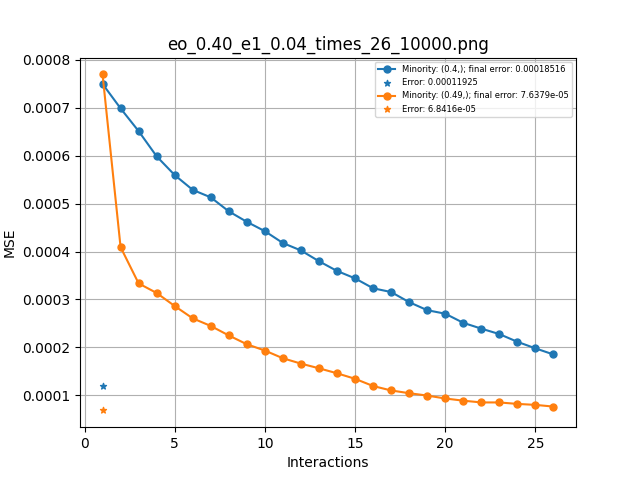 eo_0.40_e1_0.04_times_26_10000.png
Minority: (0.4,); final error: 0.00018516
Error: 0.00011925
Minority: (0.49,); final error: 7.6379e-05
Error: 6.8416e-05
0.0008
0.0007
0.0006
0.0005
0.0004
0.0003
0.0002
0.0001
MSE
0 5 10 15 20 25
Interactions